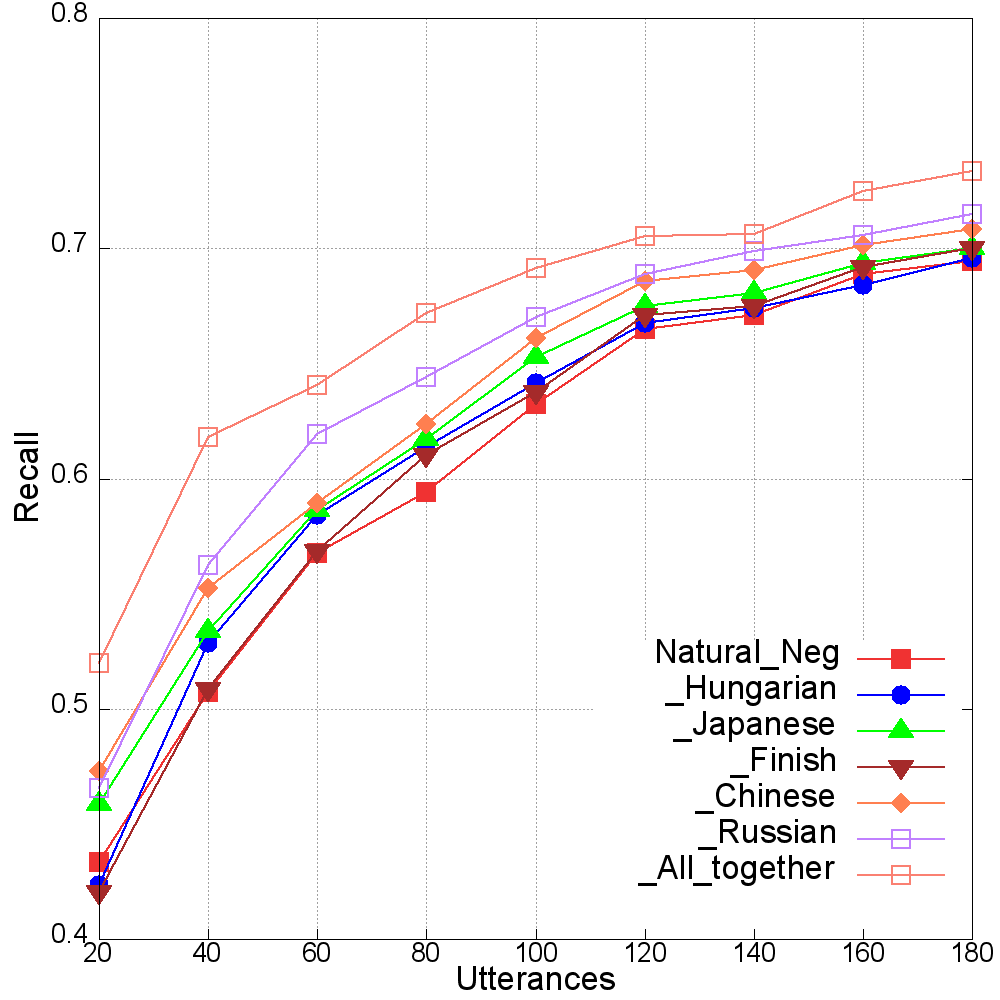 0.8
0.7
0.6
0.5
0.4
Recall
20 40 60 80 100 120 140 160 180
Utterances
Natural_Neg
_Hungarian
_Japanese
_Finish
_Chinese
_Russian
_All_together